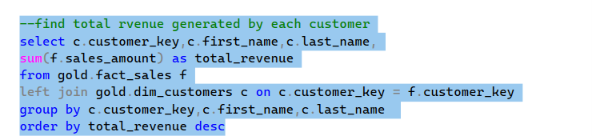 --find total rvenue generated by each customer
select c.customer_key,c.first_name,c.last_name,
sum(f.sales_amount) as total_revenue
from gold.fact_sales f
left join gold.dim_customers c on c.customer_key = f.customer_key
group by c.customer_key,c.first_name,c.last_name
order by total_revenue desc